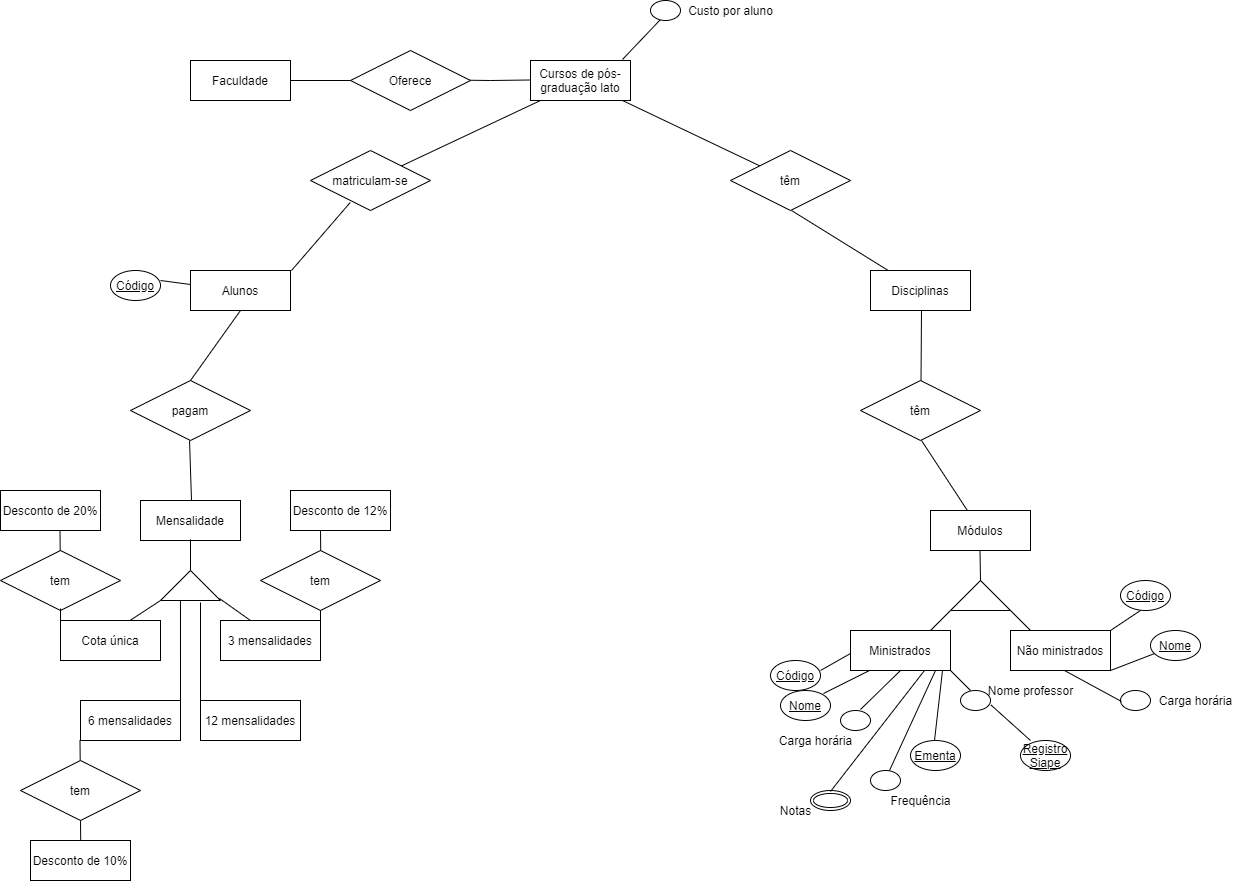 Custo por aluno
Faculdade
Oferece
Cursos de pós-
graduação lato
matriculam-se
têm
Código
Alunos
Disciplinas
pagam
têm
Desconto de 20%
Mensalidade
Desconto de 12%
Módulos
tem
tem
Código
Cota única
3 mensalidades
Ministrados
Não ministrados
Nome
Código
Nome
Nome professor
Carga horária
6 mensalidades
12 mensalidades
Carga horária
Ementa
Registro
Siape
tem
Frequência
Notas
Desconto de 10%